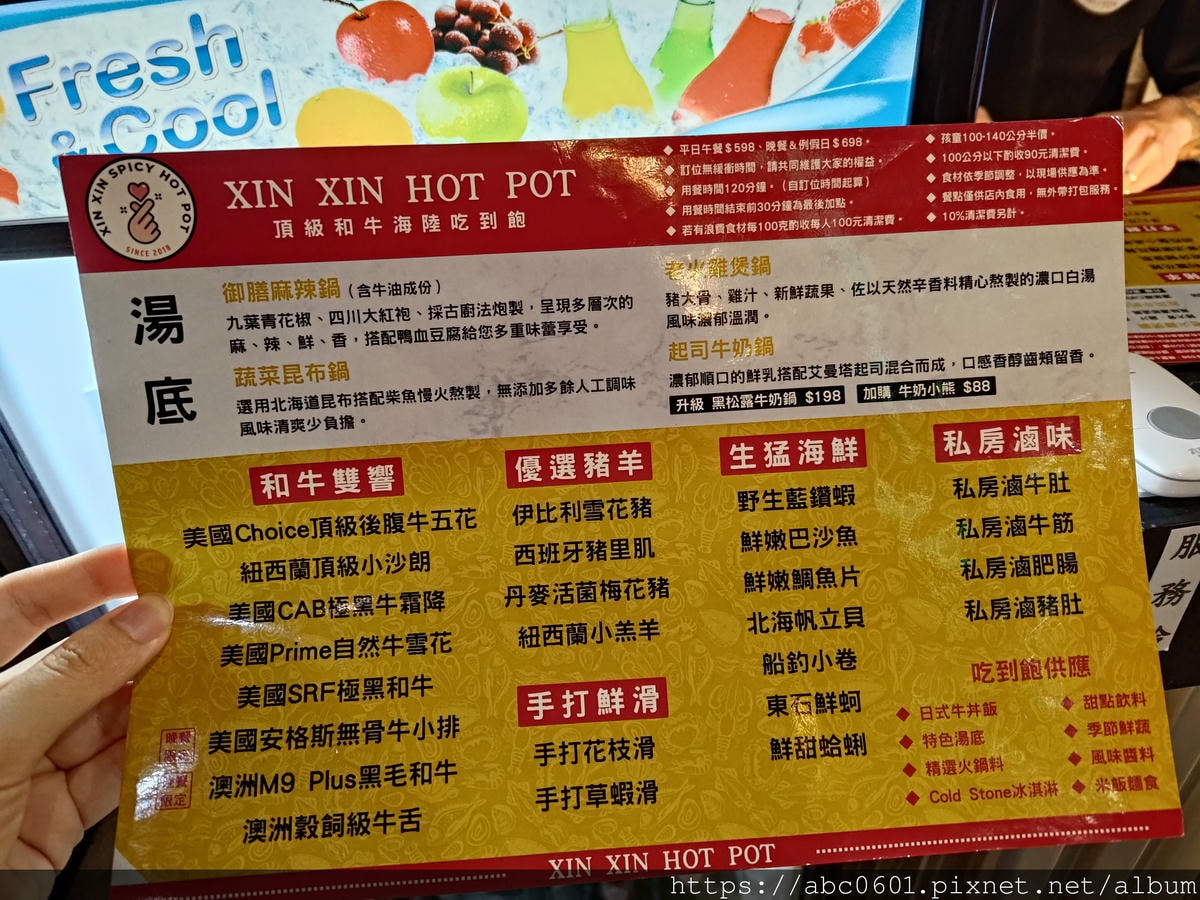 Fresh
& Cool
XIN XIN SPICY HOT POT
SINCE 2019
XIN XIN HOT POT
頂級和牛海陸吃到飽
◆ 平日午餐$598、晚餐&例假日$698。
◆ 訂位無緩衝時間，請共同維護大家的權益。
◆ 用餐時間120分鐘。（自訂位時間起算）
◆ 用餐時間結束前30分鐘為最後加點。
◆ 若有浪費食材每100克酌收每人100元清潔費。
◆ 孩童100-140公分半價。
◆ 100公分以下酌收90元清潔費。
◆ 食材依季節調整，以現場供應為準。
◆ 餐點僅供店內食用，無外帶打包服務。
◆ 10%清潔費另計。
湯底
御膳麻辣鍋（含牛油成份）
九葉青花椒、四川大紅袍、採古廚法炮製，呈現多層次的
麻、辣、鮮、香，搭配鴨血豆腐給您多重味蕾享受。
蔬菜昆布鍋
選用北海道昆布搭配柴魚慢火熬製，無添加多餘人工調味
風味清爽少負擔。
老火雞煲鍋
豬大骨、雞汁、新鮮蔬果、佐以天然辛香料精心熬製的濃口白湯
風味濃郁溫潤。
起司牛奶鍋
濃郁順口的鮮乳搭配艾曼塔起司混合而成，口感香醇齒頰留香。
升級 黑松露牛奶鍋 $198
加購 牛奶小熊 $88
和牛雙響
美國Choice頂級後腹牛五花
紐西蘭頂級小沙朗
美國CAB極黑牛霜降
美國Prime自然牛雪花
美國SRF極黑和牛
美國安格斯無骨牛小排
晚餐
限定
澳洲M9 Plus黑毛和牛
晚餐
限定
澳洲穀飼級牛舌
優選豬羊
伊比利雪花豬
西班牙豬里肌
丹麥活菌梅花豬
紐西蘭小羔羊
手打鮮滑
手打花枝滑
手打草蝦滑
生猛海鮮
野生藍鑽蝦
鮮嫩巴沙魚
鮮嫩鯛魚片
北海帆立貝
船釣小卷
東石鮮蚵
鮮甜蛤蜊
私房滷味
私房滷牛肚
私房滷牛筋
私房滷肥腸
私房滷豬肚
吃到飽供應
◆ 日式牛丼飯
◆ 特色湯底
◆ 精選火鍋料
◆ Cold Stone冰淇淋
◆ 甜點飲料
◆ 季節鮮蔬
◆ 風味醬料
◆ 米飯麵食
XIN XIN HOT POT
服務
https://abc0601.pixnet.net/album